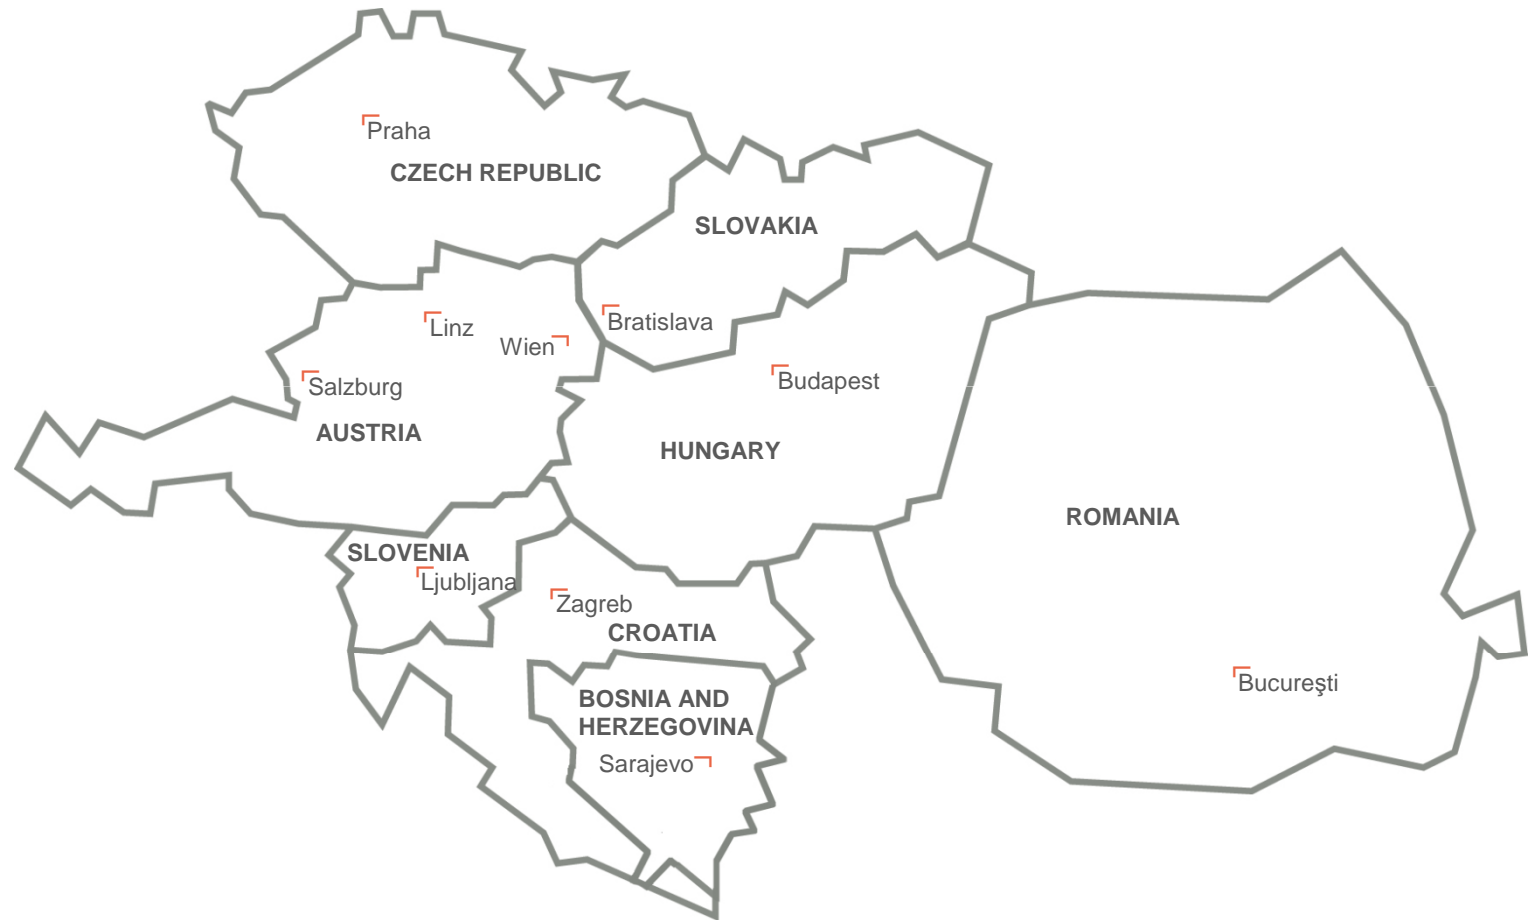 Praha
CZECH REPUBLIC
SLOVAKIA
Linz
Wien
Bratislava
Salzburg
Budapest
AUSTRIA
HUNGARY
ROMANIA
SLOVENIA
Ljubljana
Zagreb
CROATIA
Bucureşti
BOSNIA AND
HERZEGOVINA
Sarajevo